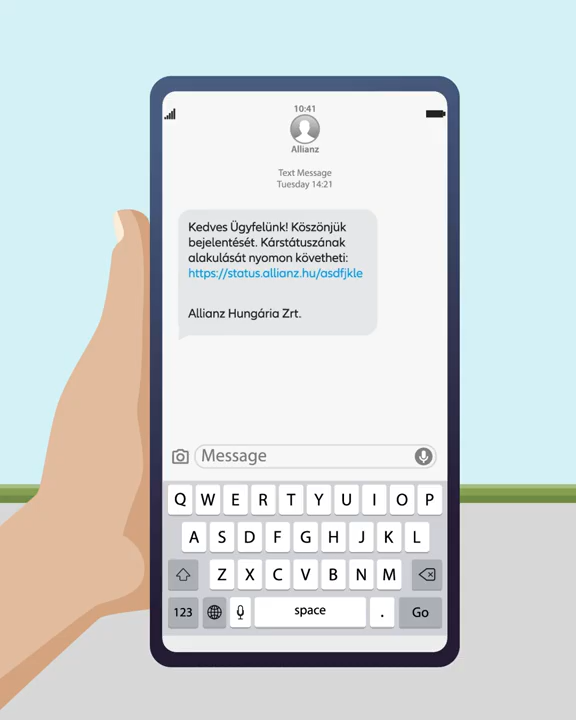 10:41
Allianz
Text Message
Tuesday 14:21
Kedves Ügyfelünk! Köszönjük
bejelentését. Kárstátuszának
alakulását nyomon követheti:
https://status.allianz.hu/asdfjkle
Allianz Hungária Zrt.
Message
Q W E R T Y U I O P
A S D F G H J K L
Z X C V B N M
123 space . Go